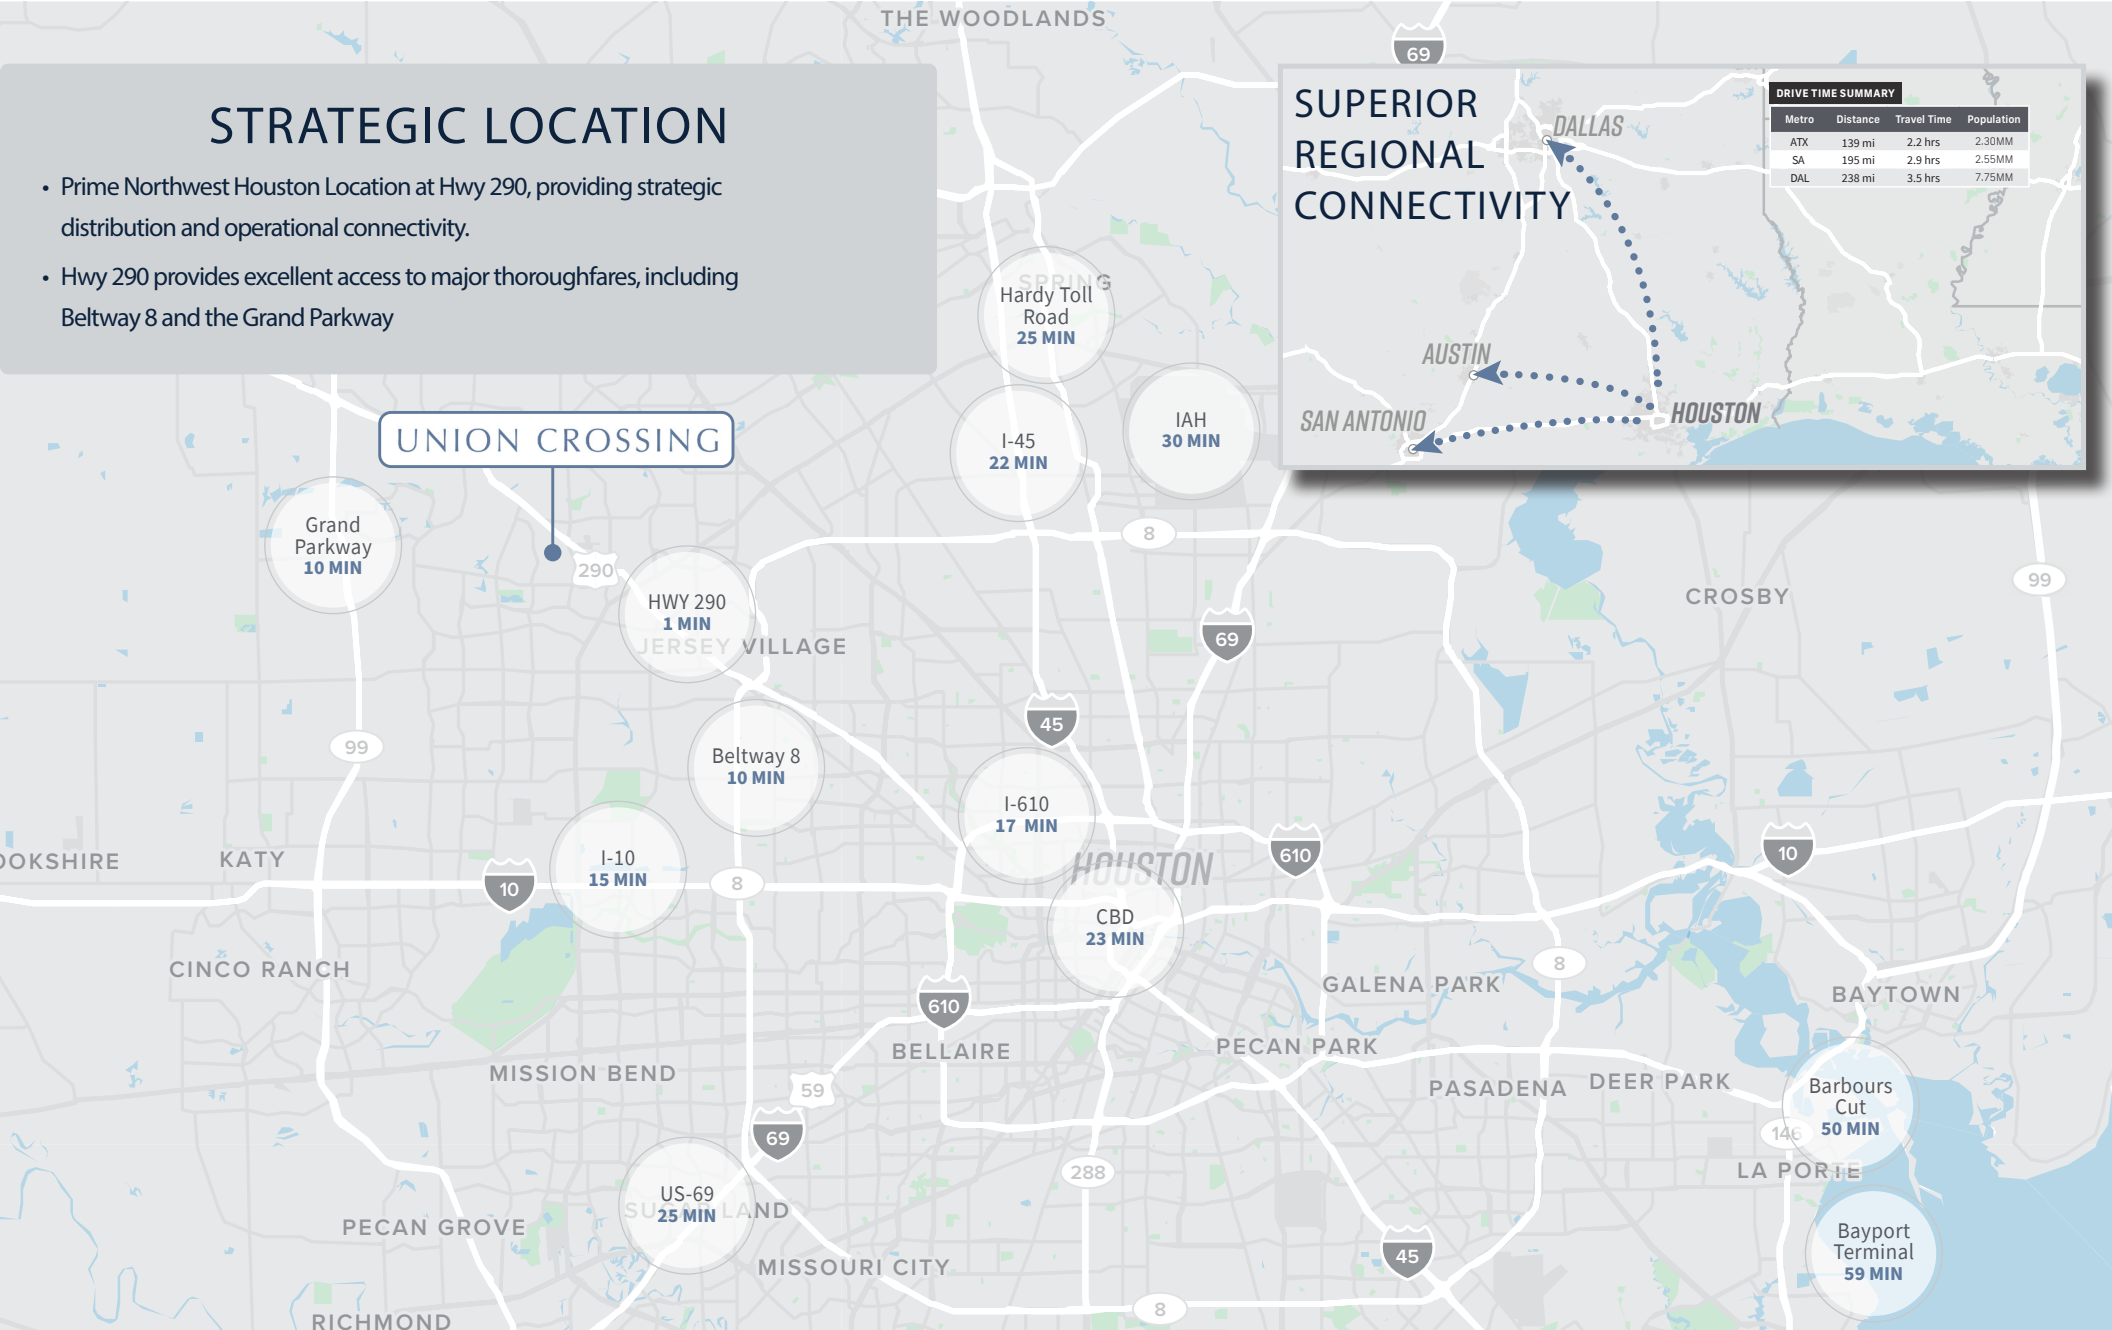 THE WOODLANDS
69
STRATEGIC LOCATION
• Prime Northwest Houston Location at Hwy 290, providing strategic
distribution and operational connectivity.
• Hwy 290 provides excellent access to major thoroughfares, including
Beltway 8 and the Grand Parkway
SUPERIOR
REGIONAL
CONNECTIVITY
DALLAS
AUSTIN
SAN ANTONIO
HOUSTON
DRIVE TIME SUMMARY
Metro Distance Travel Time Population
ATX 139 mi 2.2 hrs 2.30MM
SA 195 mi 2.9 hrs 2.55MM
DAL 238 mi 3.5 hrs 7.75MM
SPRING
Hardy Toll
Road
25 MIN
IAH
30 MIN
I-45
22 MIN
UNION CROSSING
Grand
Parkway
10 MIN
8
290
99
CROSBY
HWY 290
1 MIN
JERSEY VILLAGE
69
45
99
Beltway 8
10 MIN
I-610
17 MIN
HOUSTON
610
10
OOKSHIRE
KATY
I-10
15 MIN
10
8
CBD
23 MIN
CINCO RANCH
8
GALENA PARK
BAYTOWN
610
BELLAIRE
PECAN PARK
MISSION BEND
59
PASADENA
DEER PARK
Barbours
Cut
50 MIN
146
69
LA PORTE
288
US-69
25 MIN
SUGAR LAND
PECAN GROVE
Bayport
Terminal
59 MIN
45
MISSOURI CITY
8
RICHMOND